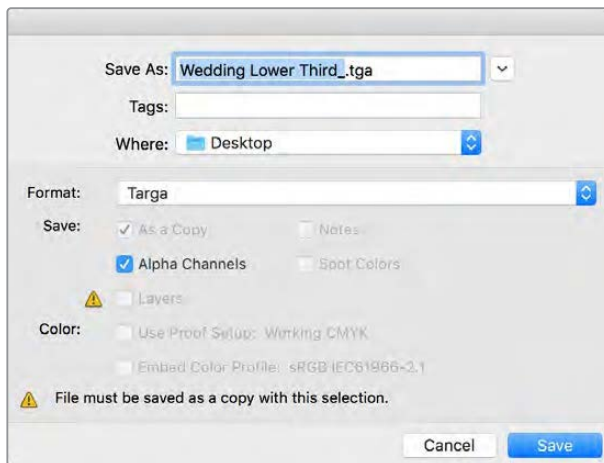 Save As: Wedding Lower Third_.tga
Tags:
Where: Desktop
Format: Targa
Save: As a Copy Notes
Alpha Channels Spot Colors
Layers
Color: Use Proof Setup: Working CMYK
Embed Color Profile: sRGB IEC61966-2.1
File must be saved as a copy with this selection.
Cancel Save